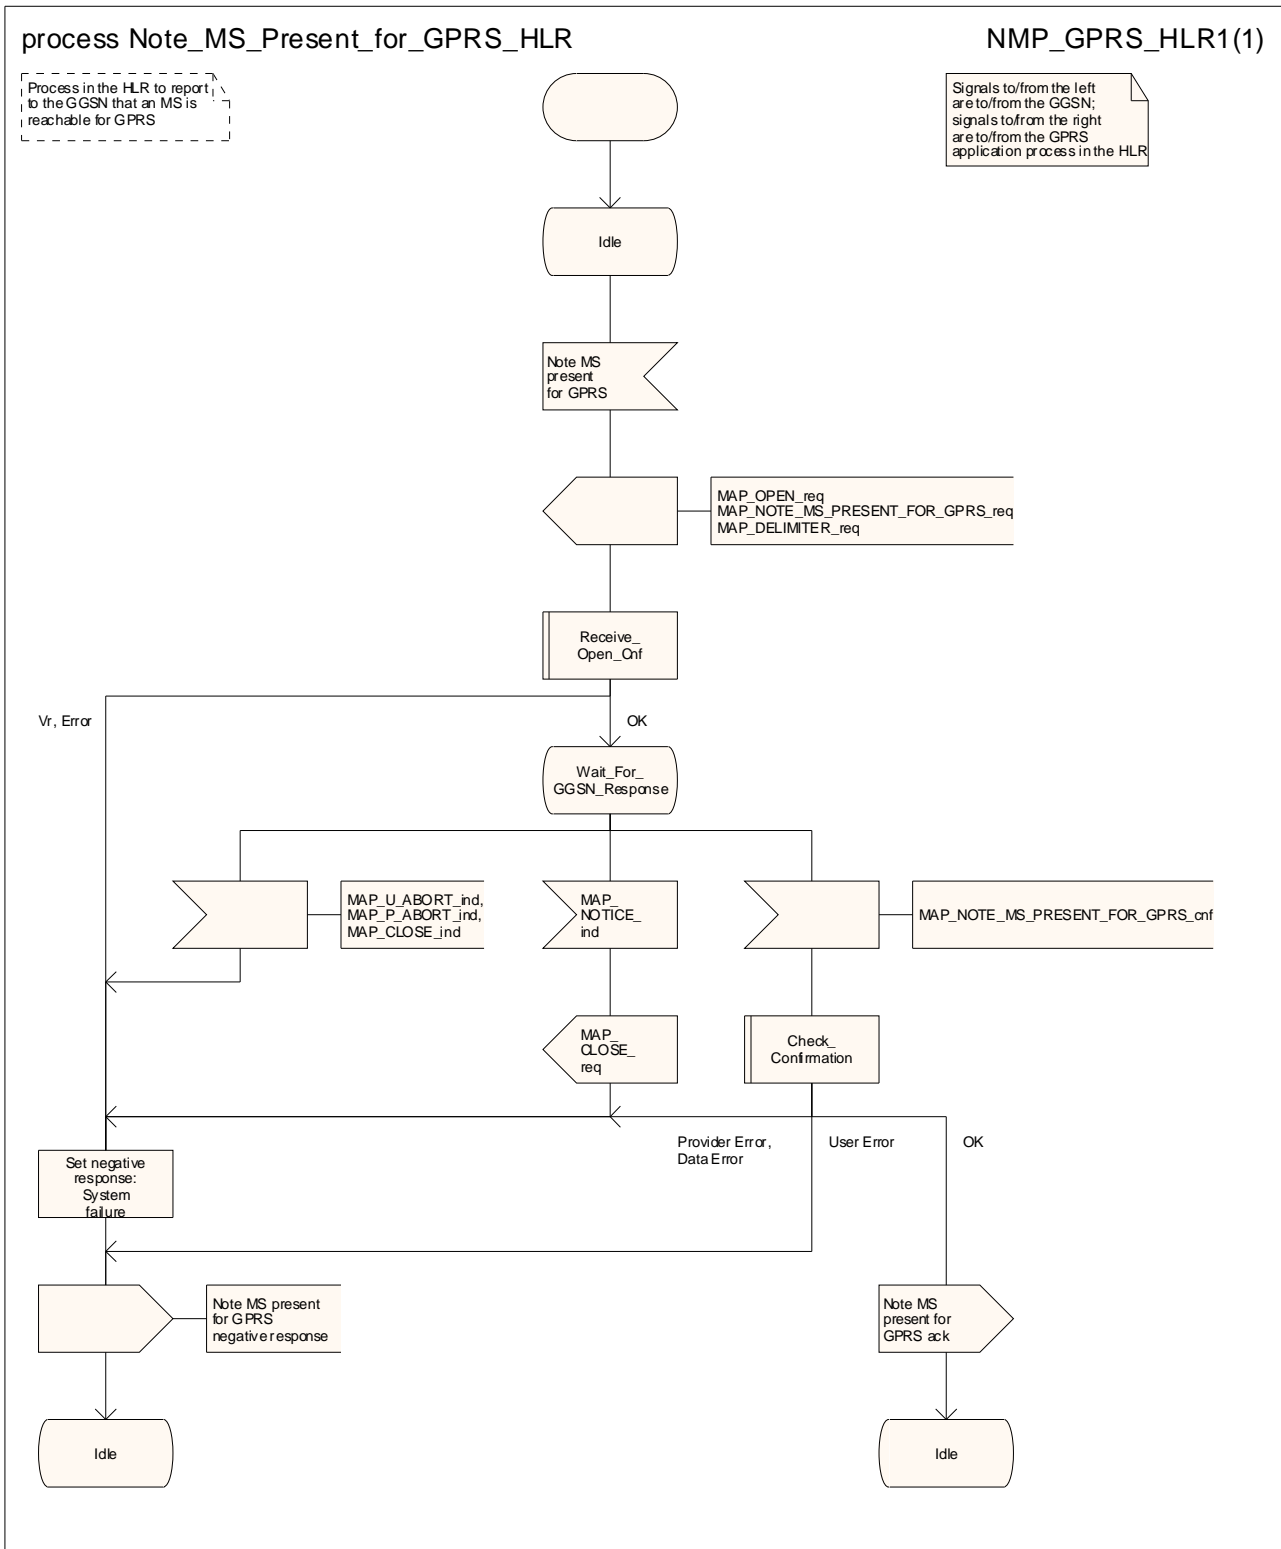 process Note_MS_Present_for_GPRS_HLR
NMP_GPRS_HLR1(1)
Process in the HLR to report
to the GGSN that an MS is
reachable for GPRS
Signals to/from the left
are to/from the GGSN;
signals to/from the right
are to/from the GPRS
application process in the HLR
Idle
Note MS
present
for GPRS
MAP_OPEN_req
MAP_NOTE_MS_PRESENT_FOR_GPRS_req
MAP_DELIMITER_req
Receive_
Open_Cnf
Vr, Error
OK
Wait_For_
GGSN_Response
MAP_U_ABORT_ind,
MAP_P_ABORT_ind,
MAP_CLOSE_ind
MAP_
NOTICE_
ind
MAP_NOTE_MS_PRESENT_FOR_GPRS_cnf
MAP_
CLOSE_
req
Check_
Confirmation
Provider Error,
Data Error
User Error
OK
Set negative
response:
System
failure
Note MS present
for GPRS
negative response
Note MS
present for
GPRS ack
Idle
Idle